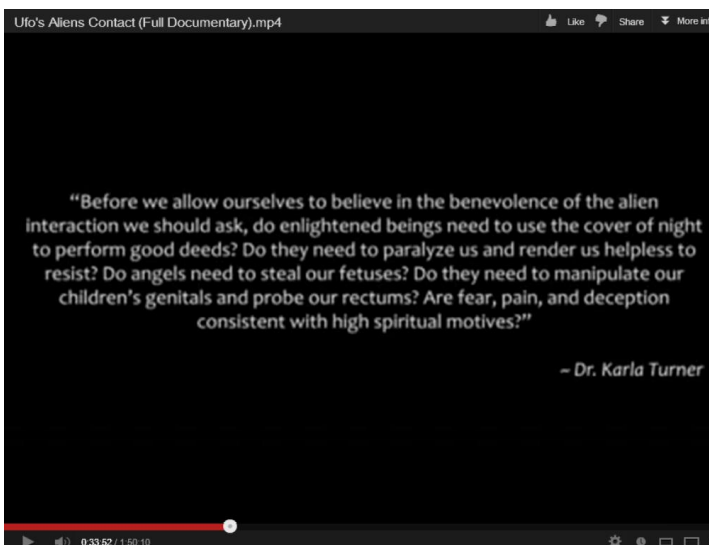 Ufo's Aliens Contact (Full Documentary).mp4 Like Share More in
“Before we allow ourselves to believe in the benevolence of the alien
interaction we should ask, do enlightened beings need to use the cover of night
to perform good deeds? Do they need to paralyze us and render us helpless to
resist? Do angels need to steal our fetuses? Do they need to manipulate our
children’s genitals and probe our rectums? Are fear, pain, and deception
consistent with high spiritual motives?”
~ Dr. Karla Turner
0:33:52 / 1:50:10